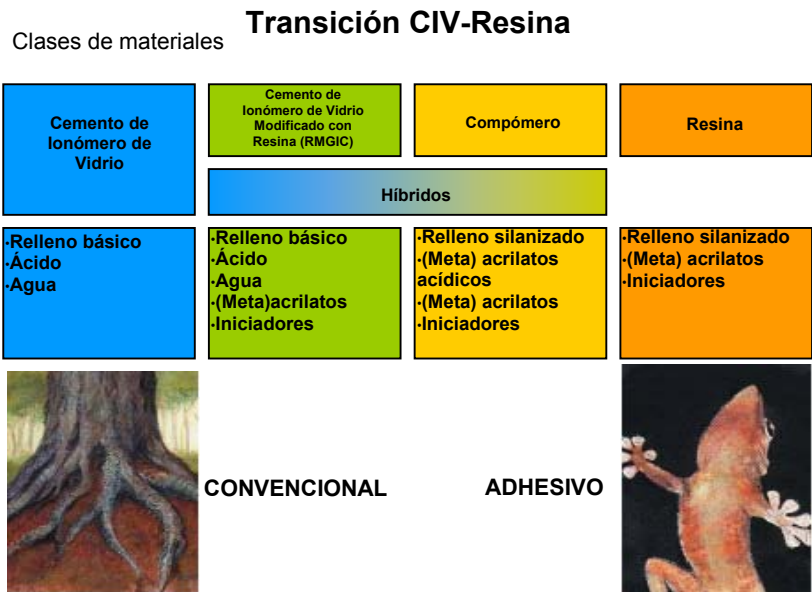 Transición CIV-Resina
Clases de materiales
Cemento de
Ionómero de
Vidrio
Cemento de
Ionómero de Vidrio
Modificado con
Resina (RMGIC)
Compómero
Resina
Híbridos
·Relleno básico
·Ácido
·Agua
·Relleno básico
·Ácido
·Agua
·(Meta)acrilatos
·Iniciadores
·Relleno silanizado
·(Meta) acrilatos
acídicos
·(Meta) acrilatos
·Iniciadores
·Relleno silanizado
·(Meta) acrilatos
·Iniciadores
CONVENCIONAL
ADHESIVO